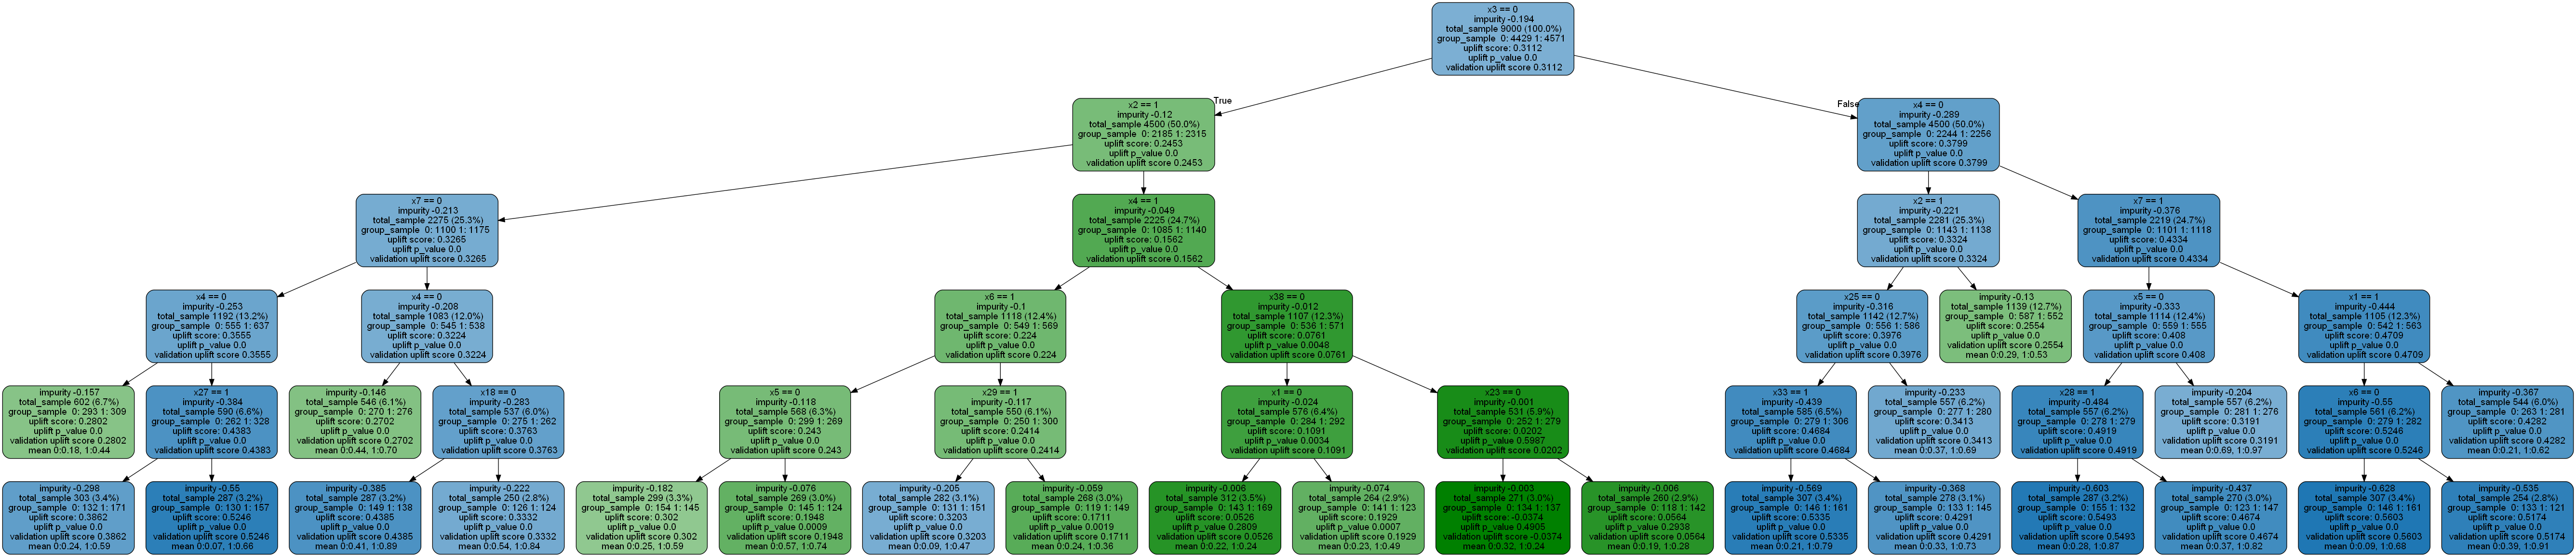 x3 == 0
impurity -0.194
total_sample 9000 (100.0%)
group_sample 0: 4429 1: 4571
uplift score: 0.3112
uplift p_value 0.0
validation uplift score 0.3112
True
False
x2 == 1
impurity -0.12
total_sample 4500 (50.0%)
group_sample 0: 2185 1: 2315
uplift score: 0.2453
uplift p_value 0.0
validation uplift score 0.2453
x4 == 0
impurity -0.289
total_sample 4500 (50.0%)
group_sample 0: 2244 1: 2256
uplift score: 0.3799
uplift p_value 0.0
validation uplift score 0.3799
x7 == 0
impurity -0.213
total_sample 2275 (25.3%)
group_sample 0: 1100 1: 1175
uplift score: 0.3265
uplift p_value 0.0
validation uplift score 0.3265
x4 == 1
impurity -0.049
total_sample 2225 (24.7%)
group_sample 0: 1085 1: 1140
uplift score: 0.1562
uplift p_value 0.0
validation uplift score 0.1562
x2 == 1
impurity -0.221
total_sample 2281 (25.3%)
group_sample 0: 1143 1: 1138
uplift score: 0.3324
uplift p_value 0.0
validation uplift score 0.3324
x7 == 1
impurity -0.376
total_sample 2219 (24.7%)
group_sample 0: 1101 1: 1118
uplift score: 0.4334
uplift p_value 0.0
validation uplift score 0.4334
x4 == 0
impurity -0.253
total_sample 1192 (13.2%)
group_sample 0: 555 1: 637
uplift score: 0.3555
uplift p_value 0.0
validation uplift score 0.3555
x4 == 0
impurity -0.208
total_sample 1083 (12.0%)
group_sample 0: 545 1: 538
uplift score: 0.3224
uplift p_value 0.0
validation uplift score 0.3224
x6 == 1
impurity -0.1
total_sample 1118 (12.4%)
group_sample 0: 549 1: 569
uplift score: 0.224
uplift p_value 0.0
validation uplift score 0.224
x38 == 0
impurity -0.012
total_sample 1107 (12.3%)
group_sample 0: 536 1: 571
uplift score: 0.0761
uplift p_value 0.0048
validation uplift score 0.0761
x25 == 0
impurity -0.316
total_sample 1142 (12.7%)
group_sample 0: 556 1: 586
uplift score: 0.3976
uplift p_value 0.0
validation uplift score 0.3976
impurity -0.13
total_sample 1139 (12.7%)
group_sample 0: 587 1: 552
uplift score: 0.2554
uplift p_value 0.0
validation uplift score 0.2554
mean 0:0.29, 1:0.53
x5 == 0
impurity -0.333
total_sample 1114 (12.4%)
group_sample 0: 559 1: 555
uplift score: 0.408
uplift p_value 0.0
validation uplift score 0.408
x1 == 1
impurity -0.444
total_sample 1105 (12.3%)
group_sample 0: 542 1: 563
uplift score: 0.4709
uplift p_value 0.0
validation uplift score 0.4709
impurity -0.157
total_sample 602 (6.7%)
group_sample 0: 293 1: 309
uplift score: 0.2802
uplift p_value 0.0
validation uplift score 0.2802
mean 0:0.18, 1:0.44
x27 == 1
impurity -0.384
total_sample 590 (6.6%)
group_sample 0: 262 1: 328
uplift score: 0.4383
uplift p_value 0.0
validation uplift score 0.4383
impurity -0.146
total_sample 546 (6.1%)
group_sample 0: 270 1: 276
uplift score: 0.2702
uplift p_value 0.0
validation uplift score 0.2702
mean 0:0.44, 1:0.70
x18 == 0
impurity -0.283
total_sample 537 (6.0%)
group_sample 0: 275 1: 262
uplift score: 0.3763
uplift p_value 0.0
validation uplift score 0.3763
x5 == 0
impurity -0.118
total_sample 568 (6.3%)
group_sample 0: 299 1: 269
uplift score: 0.243
uplift p_value 0.0
validation uplift score 0.243
x29 == 1
impurity -0.117
total_sample 550 (6.1%)
group_sample 0: 250 1: 300
uplift score: 0.2414
uplift p_value 0.0
validation uplift score 0.2414
x1 == 0
impurity -0.024
total_sample 576 (6.4%)
group_sample 0: 284 1: 292
uplift score: 0.1091
uplift p_value 0.0034
validation uplift score 0.1091
x23 == 0
impurity -0.001
total_sample 531 (5.9%)
group_sample 0: 252 1: 279
uplift score: 0.0202
uplift p_value 0.5987
validation uplift score 0.0202
x33 == 1
impurity -0.439
total_sample 585 (6.5%)
group_sample 0: 279 1: 306
uplift score: 0.4684
uplift p_value 0.0
validation uplift score 0.4684
impurity -0.233
total_sample 557 (6.2%)
group_sample 0: 277 1: 280
uplift score: 0.3413
uplift p_value 0.0
validation uplift score 0.3413
mean 0:0.37, 1:0.69
x28 == 1
impurity -0.484
total_sample 557 (6.2%)
group_sample 0: 278 1: 279
uplift score: 0.4919
uplift p_value 0.0
validation uplift score 0.4919
impurity -0.204
total_sample 557 (6.2%)
group_sample 0: 281 1: 276
uplift score: 0.3191
uplift p_value 0.0
validation uplift score 0.3191
mean 0:0.69, 1:0.97
x6 == 0
impurity -0.55
total_sample 561 (6.2%)
group_sample 0: 279 1: 282
uplift score: 0.5246
uplift p_value 0.0
validation uplift score 0.5246
impurity -0.367
total_sample 544 (6.0%)
group_sample 0: 263 1: 281
uplift score: 0.4282
uplift p_value 0.0
validation uplift score 0.4282
mean 0:0.21, 1:0.62
impurity -0.298
total_sample 303 (3.4%)
group_sample 0: 132 1: 171
uplift score: 0.3862
uplift p_value 0.0
validation uplift score 0.3862
mean 0:0.24, 1:0.59
impurity -0.55
total_sample 287 (3.2%)
group_sample 0: 130 1: 157
uplift score: 0.5246
uplift p_value 0.0
validation uplift score 0.5246
mean 0:0.07, 1:0.66
impurity -0.385
total_sample 287 (3.2%)
group_sample 0: 149 1: 138
uplift score: 0.4385
uplift p_value 0.0
validation uplift score 0.4385
mean 0:0.41, 1:0.89
impurity -0.222
total_sample 250 (2.8%)
group_sample 0: 126 1: 124
uplift score: 0.3332
uplift p_value 0.0
validation uplift score 0.3332
mean 0:0.54, 1:0.84
impurity -0.182
total_sample 299 (3.3%)
group_sample 0: 154 1: 145
uplift score: 0.302
uplift p_value 0.0
validation uplift score 0.302
mean 0:0.25, 1:0.59
impurity -0.076
total_sample 269 (3.0%)
group_sample 0: 145 1: 124
uplift score: 0.1948
uplift p_value 0.0009
validation uplift score 0.1948
mean 0:0.57, 1:0.74
impurity -0.205
total_sample 282 (3.1%)
group_sample 0: 131 1: 151
uplift score: 0.3203
uplift p_value 0.0
validation uplift score 0.3203
mean 0:0.09, 1:0.47
impurity -0.059
total_sample 268 (3.0%)
group_sample 0: 119 1: 149
uplift score: 0.1711
uplift p_value 0.0019
validation uplift score 0.1711
mean 0:0.24, 1:0.36
impurity -0.006
total_sample 312 (3.5%)
group_sample 0: 143 1: 169
uplift score: 0.0526
uplift p_value 0.2809
validation uplift score 0.0526
mean 0:0.22, 1:0.24
impurity -0.074
total_sample 264 (2.9%)
group_sample 0: 141 1: 123
uplift score: 0.1929
uplift p_value 0.0007
validation uplift score 0.1929
mean 0:0.23, 1:0.49
impurity -0.003
total_sample 271 (3.0%)
group_sample 0: 134 1: 137
uplift score: -0.0374
uplift p_value 0.4905
validation uplift score -0.0374
mean 0:0.32, 1:0.24
impurity -0.006
total_sample 260 (2.9%)
group_sample 0: 118 1: 142
uplift score: 0.0564
uplift p_value 0.2938
validation uplift score 0.0564
mean 0:0.19, 1:0.28
impurity -0.569
total_sample 307 (3.4%)
group_sample 0: 146 1: 161
uplift score: 0.5335
uplift p_value 0.0
validation uplift score 0.5335
mean 0:0.21, 1:0.79
impurity -0.368
total_sample 278 (3.1%)
group_sample 0: 133 1: 145
uplift score: 0.4291
uplift p_value 0.0
validation uplift score 0.4291
mean 0:0.33, 1:0.73
impurity -0.603
total_sample 287 (3.2%)
group_sample 0: 155 1: 132
uplift score: 0.5493
uplift p_value 0.0
validation uplift score 0.5493
mean 0:0.28, 1:0.87
impurity -0.437
total_sample 270 (3.0%)
group_sample 0: 123 1: 147
uplift score: 0.4674
uplift p_value 0.0
validation uplift score 0.4674
mean 0:0.37, 1:0.82
impurity -0.628
total_sample 307 (3.4%)
group_sample 0: 146 1: 161
uplift score: 0.5603
uplift p_value 0.0
validation uplift score 0.5603
mean 0:0.09, 1:0.68
impurity -0.535
total_sample 254 (2.8%)
group_sample 0: 133 1: 121
uplift score: 0.5174
uplift p_value 0.0
validation uplift score 0.5174
mean 0:0.39, 1:0.91